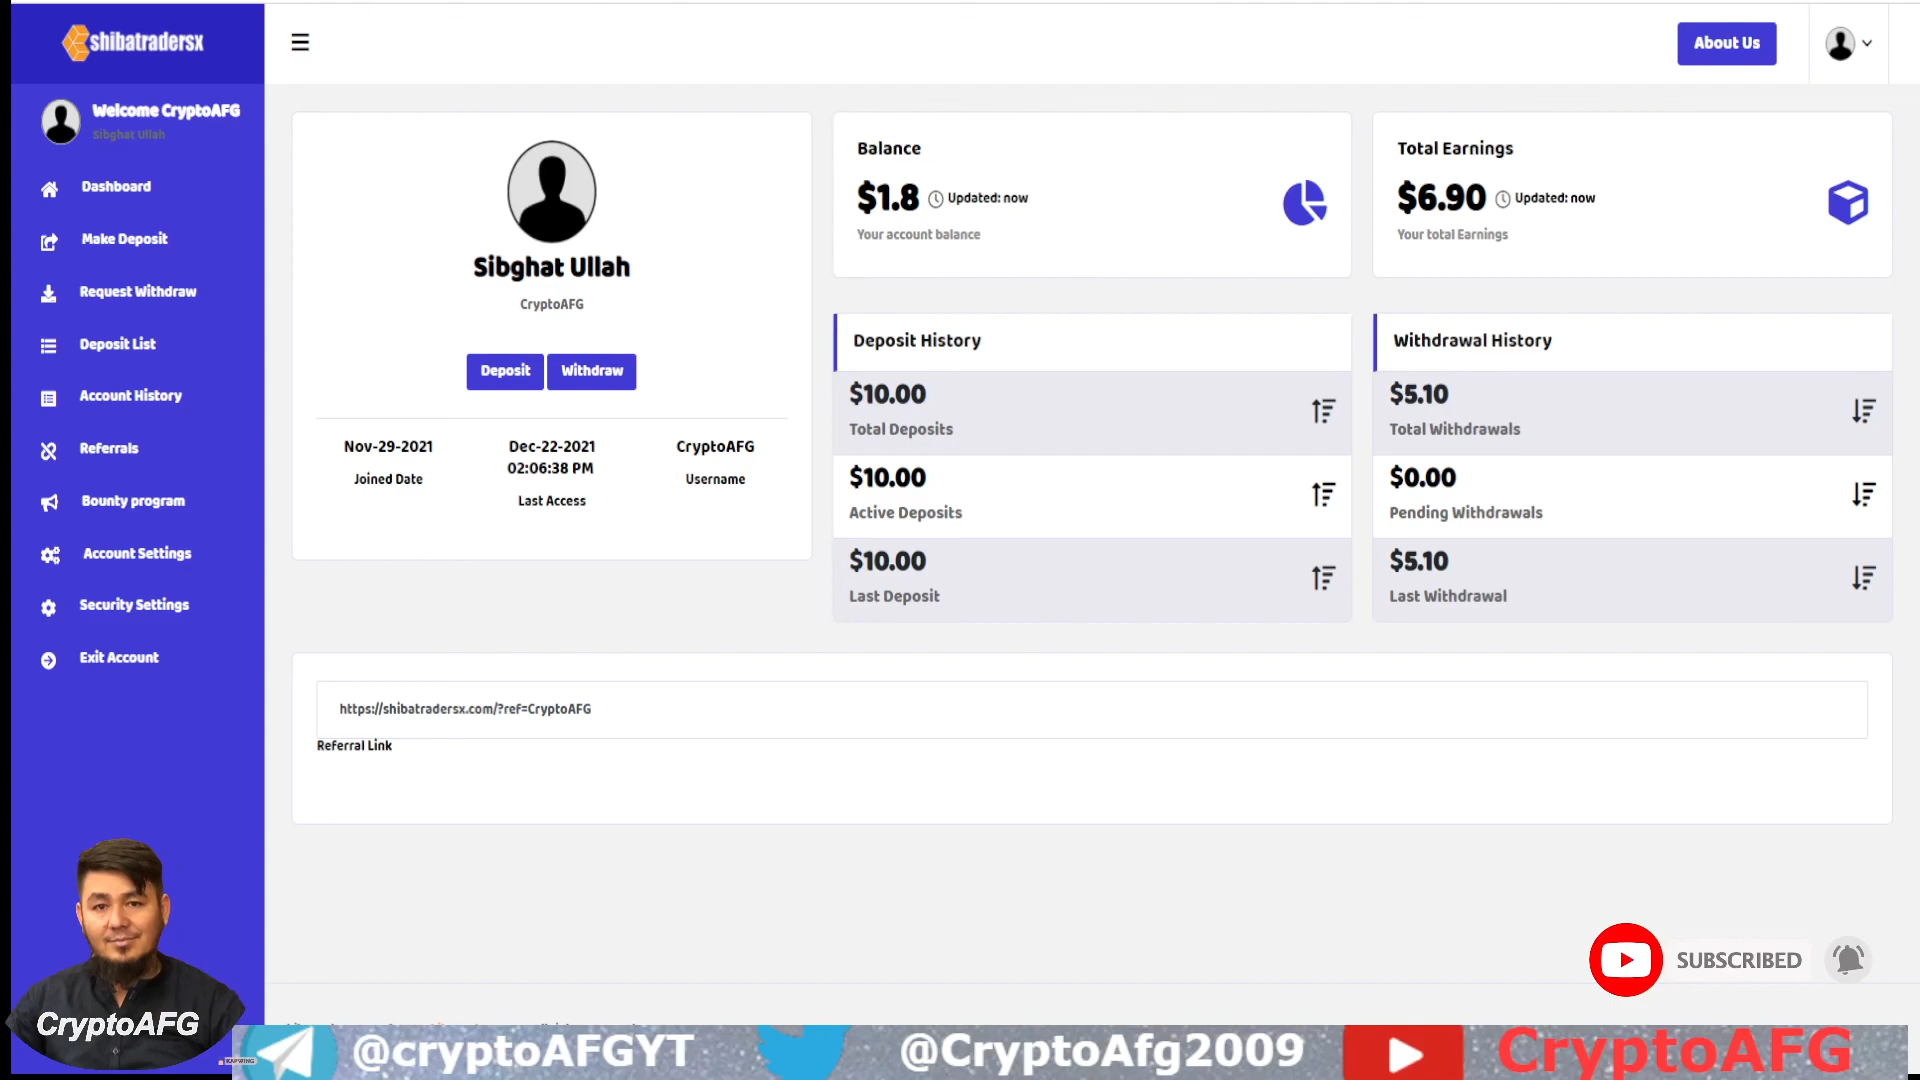 shibatradersx
About Us
Welcome CryptoAFG
Sibghat Ullah
Dashboard
Make Deposit
Request Withdraw
Deposit List
Account History
Referrals
Bounty program
Account Settings
Security Settings
Exit Account
Sibghat Ullah
CryptoAFG
Deposit
Withdraw
Nov-29-2021
Joined Date
Dec-22-2021
02:06:38 PM
Last Access
CryptoAFG
Username
Balance
$1.8 Updated: now
Your account balance
Total Earnings
$6.90 Updated: now
Your total Earnings
Deposit History
$10.00
Total Deposits
$10.00
Active Deposits
$10.00
Last Deposit
Withdrawal History
$5.10
Total Withdrawals
$0.00
Pending Withdrawals
$5.10
Last Withdrawal
https://shibatradersx.com/?ref=CryptoAFG
Referral Link
SUBSCRIBED
CryptoAFG
KAPWING
@cryptoAFGYT
@CryptoAfg2009
CryptoAFG